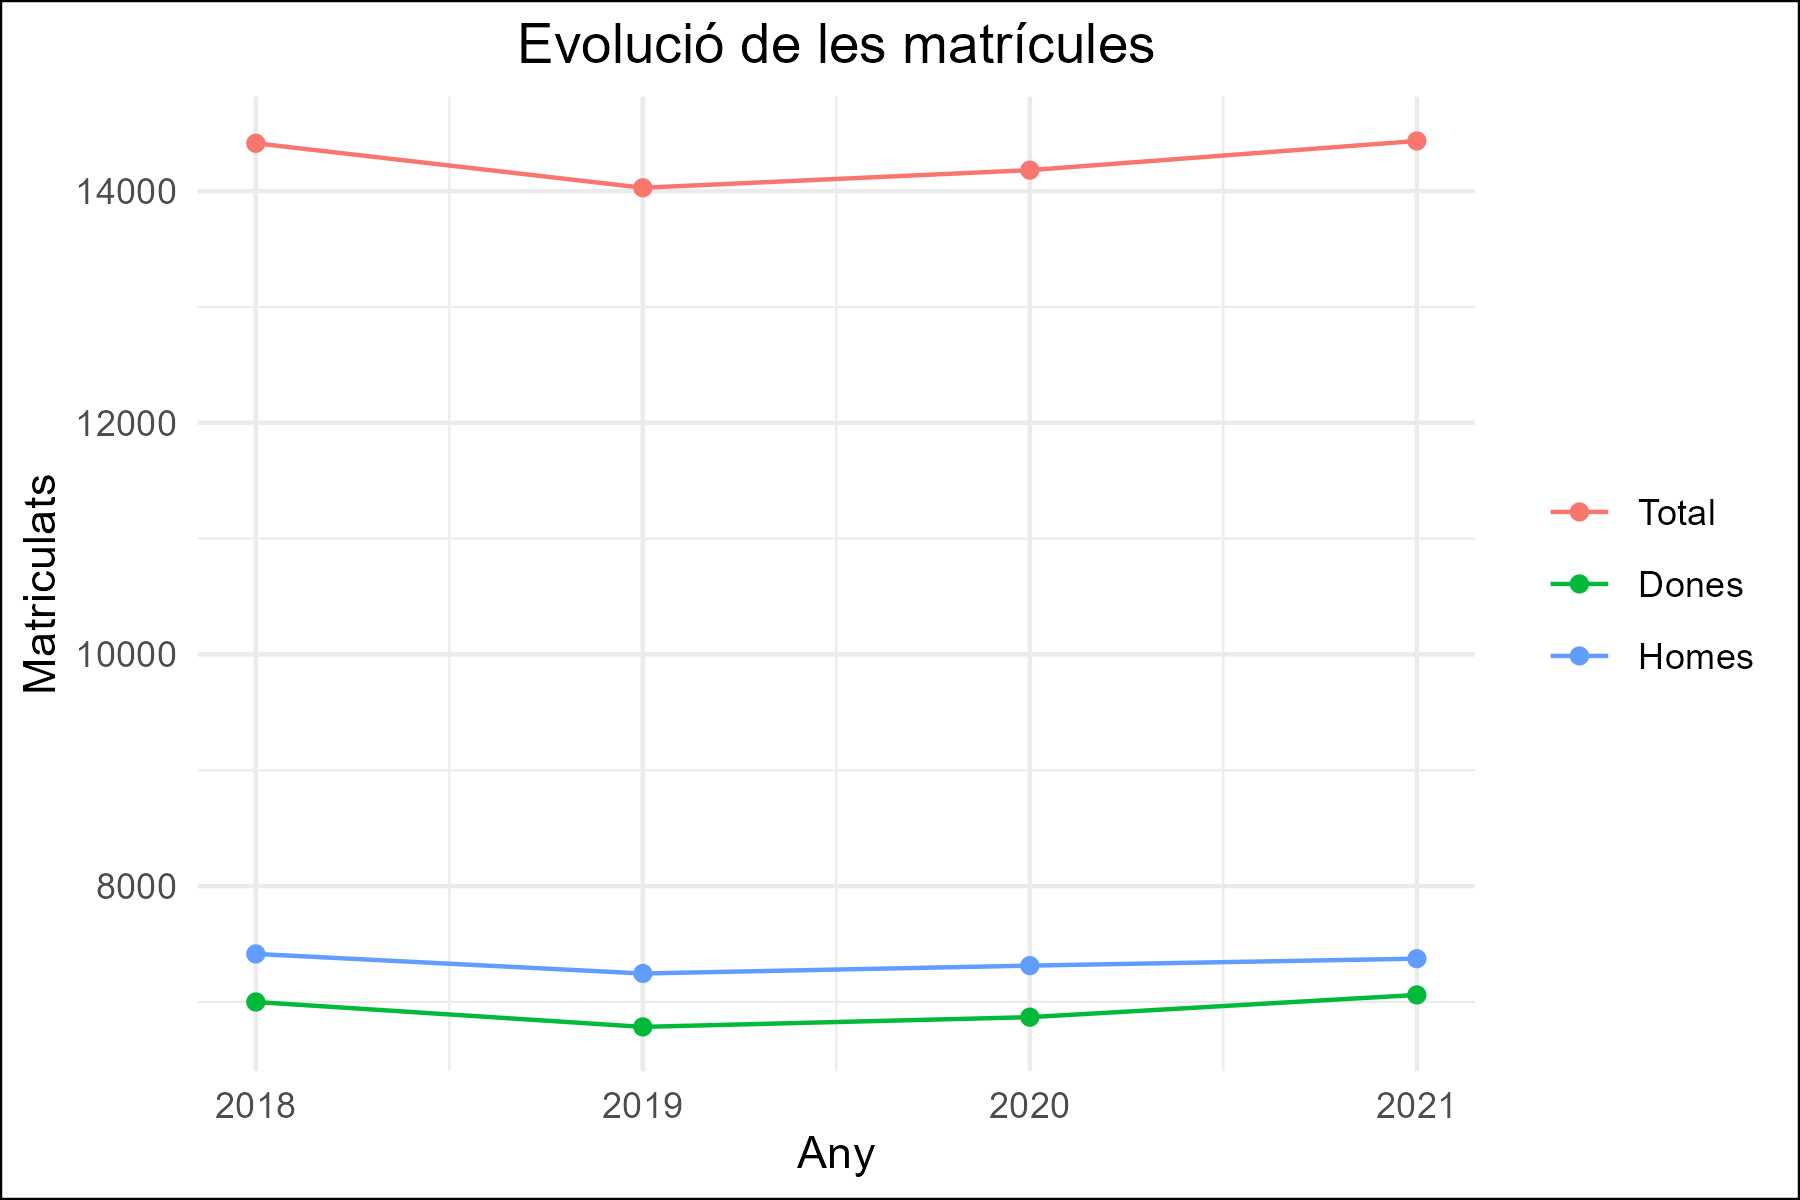 Evolució de les matrícules
Matriculats
14000
12000
10000
8000
2018
2019
2020
2021
Any
Total
Dones
Homes